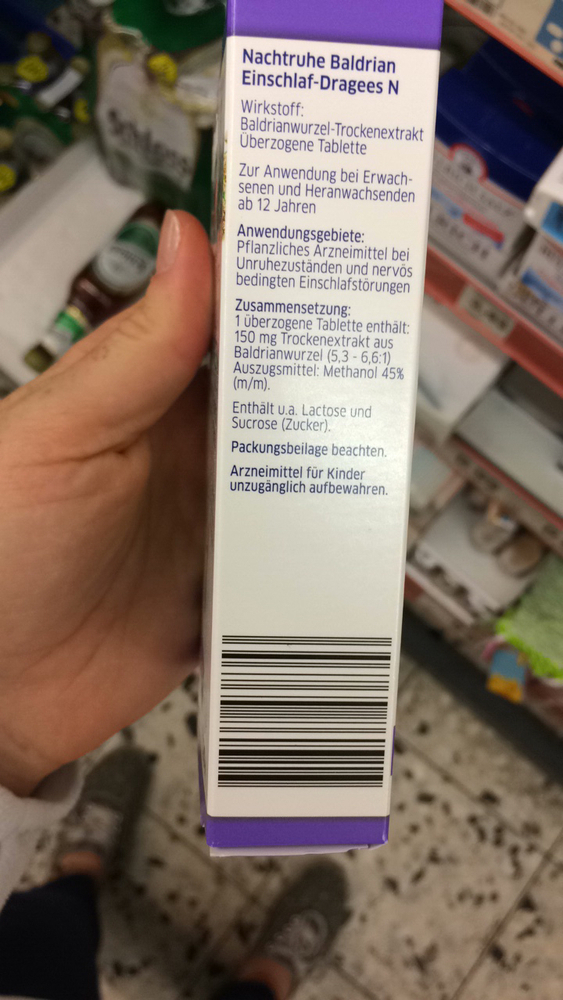 Nachtruhe Baldrian
Einschlaf-Dragees N
Wirkstoff:
Baldrianwurzel-Trockenextrakt
Überzogene Tablette
Zur Anwendung bei Erwach-
senen und Heranwachsenden
ab 12 Jahren
Anwendungsgebiete:
Pflanzliches Arzneimittel bei
Unruhezuständen und nervös
bedingten Einschlafstörungen
Zusammensetzung:
1 überzogene Tablette enthält:
150 mg Trockenextrakt aus
Baldrianwurzel (5,3 - 6,6:1)
Auszugsmittel: Methanol 45%
(m/m).
Enthält u.a. Lactose und
Sucrose (Zucker).
Packungsbeilage beachten.
Arzneimittel für Kinder
unzugänglich aufbewahren.